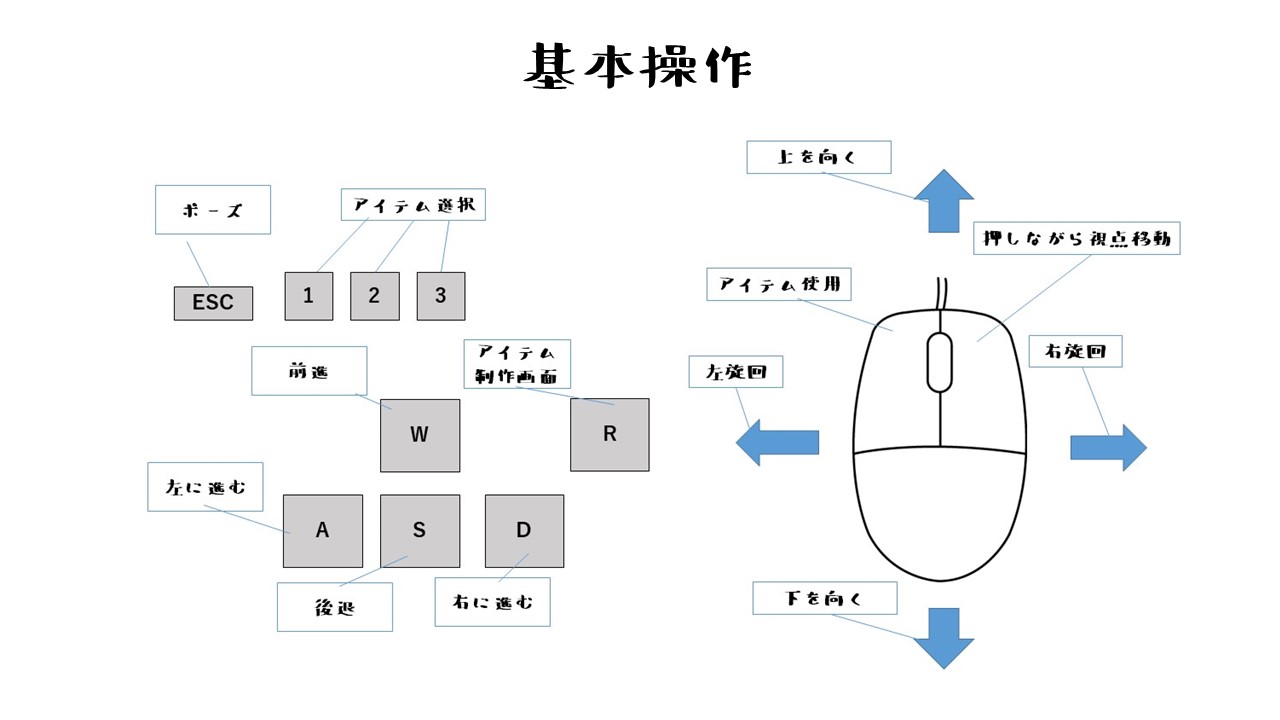 基本操作
ポーズ
アイテム選択
ESC
1
2
3
前進
アイテム
制作画面
W
R
左に進む
A
S
D
後退
右に進む
上を向く
押しながら視点移動
アイテム使用
左旋回
右旋回
下を向く